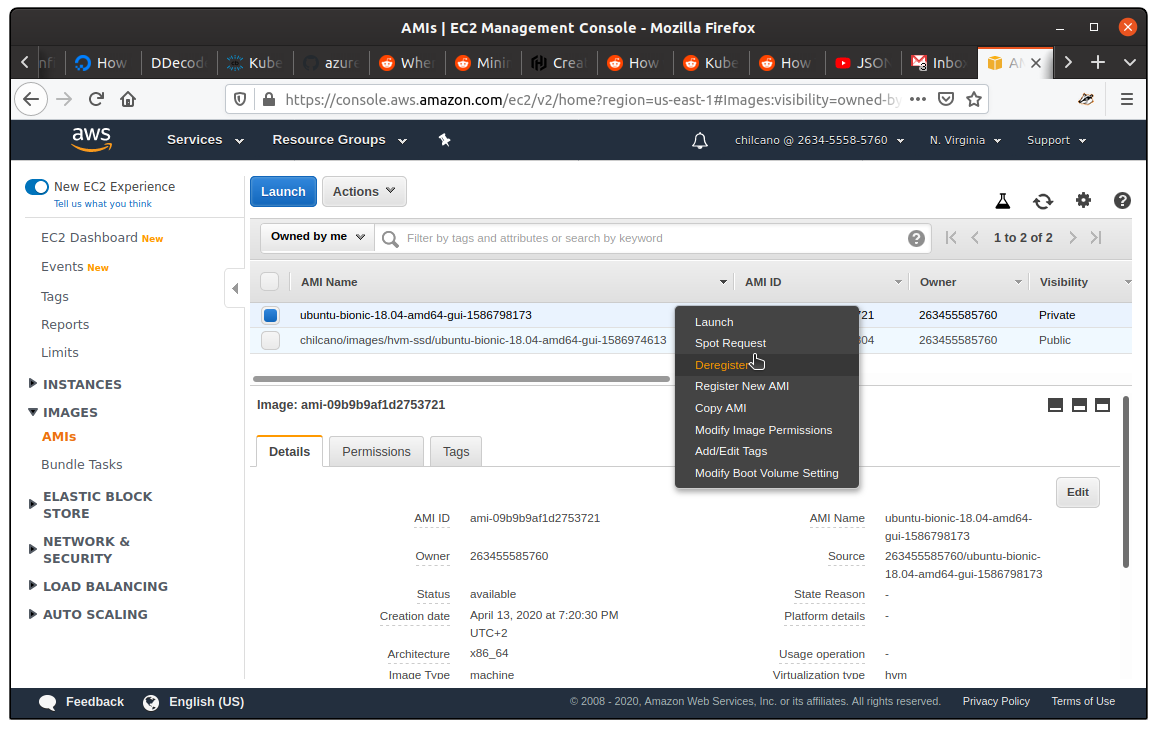 AMIs | EC2 Management Console - Mozilla Firefox
How DDecod Kube azure Wher Minir Creat How Kube How JSON Inbo AM
https://console.aws.amazon.com/ec2/v2/home?region=us-east-1#Images:visibility=owned-by
aws Services Resource Groups chilcano @ 2634-5558-5760 N. Virginia Support
New EC2 Experience
Tell us what you think
EC2 Dashboard New
Events New
Tags
Reports
Limits
INSTANCES
IMAGES
AMIs
Bundle Tasks
ELASTIC BLOCK
STORE
NETWORK &
SECURITY
LOAD BALANCING
AUTO SCALING
Launch Actions
Owned by me Filter by tags and attributes or search by keyword 1 to 2 of 2
AMI Name AMI ID Owner Visibility
ubuntu-bionic-18.04-amd64-gui-1586798173 721 263455585760 Private
chilcano/images/hvm-ssd/ubuntu-bionic-18.04-amd64-gui-1586974613 804 263455585760 Public
Launch
Spot Request
Deregister
Register New AMI
Copy AMI
Modify Image Permissions
Add/Edit Tags
Modify Boot Volume Setting
Image: ami-09b9b9af1d2753721
Details Permissions Tags
Edit
AMI ID ami-09b9b9af1d2753721 AMI Name ubuntu-bionic-18.04-amd64-
gui-1586798173
Owner 263455585760 Source 263455585760/ubuntu-bionic-
18.04-amd64-gui-1586798173
Status available State Reason -
Creation date April 13, 2020 at 7:20:30 PM Platform details -
UTC+2
Architecture x86_64 Usage operation -
Image Type machine Virtualization type hvm
Feedback English (US) © 2008 - 2020, Amazon Web Services, Inc. or its affiliates. All rights reserved. Privacy Policy Terms of Use